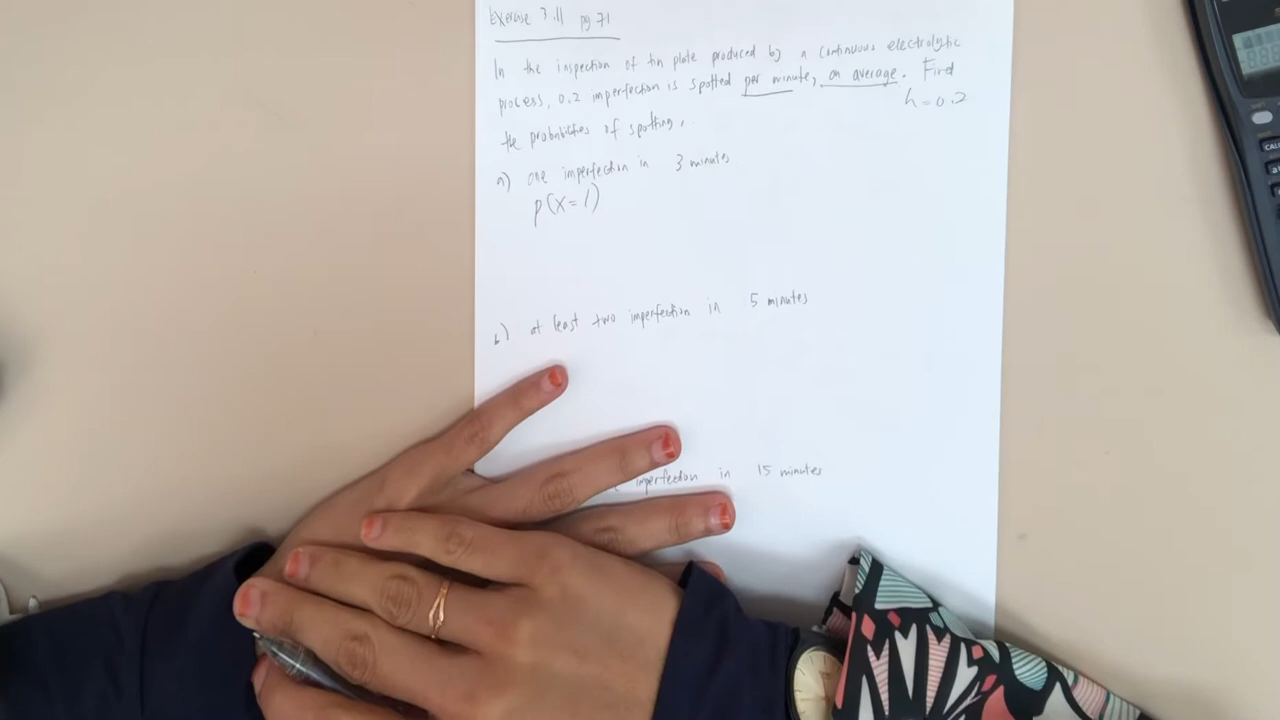 Exercise 3.11 pg 71
In the inspection of tin plate produced by a continuous electrolytic
process, 0.2 imperfection is spotted per minute, on average. Find
λ=0.2
the probabilities of spotting,
a) one imperfection in 3 minutes
P(X=1)
b) at least two imperfection in 5 minutes
imperfection in 15 minutes